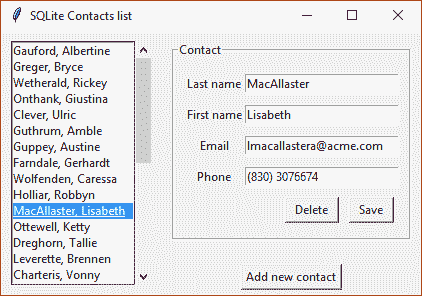 SQLite Contacts list
Gauford, Albertine
Greger, Bryce
Wetherald, Rickey
Onthank, Giustina
Clever, Ulric
Guthrum, Amble
Guppey, Austine
Farndale, Gerhardt
Wolfenden, Caressa
Holliar, Robbyn
MacAllaster, Lisabeth
Ottewell, Ketty
Dreghorn, Tallie
Leverette, Brennen
Charteris, Vonny
Contact
Last name MacAllaster
First name Lisabeth
Email lmacallastera@acme.com
Phone (830) 3076674
Delete Save
Add new contact